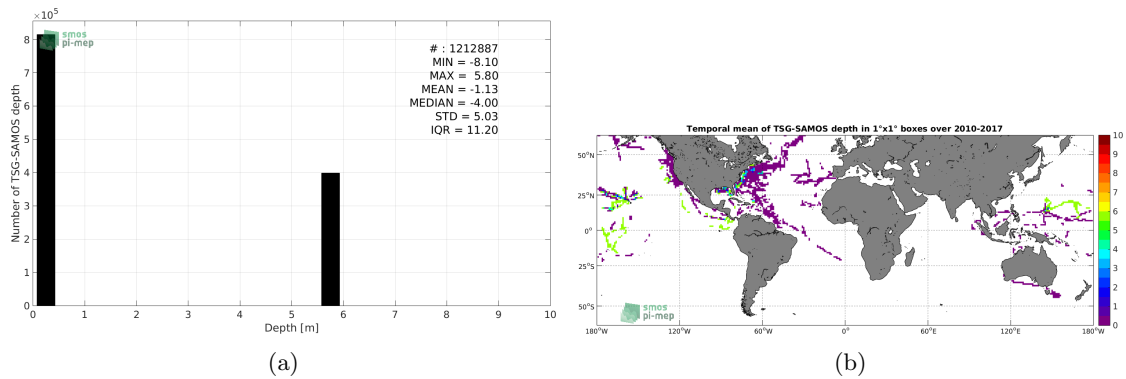 ×10⁵
8
7
6
5
4
3
2
1
0
Number of TSG-SAMOS depth
smos
pi-mep
# : 1212887
MIN = -8.10
MAX = 5.80
MEAN = -1.13
MEDIAN = -4.00
STD = 5.03
IQR = 11.20
0 1 2 3 4 5 6 7 8 9 10
Depth [m]
(a)
Temporal mean of TSG-SAMOS depth in 1°x1° boxes over 2010-2017
50°N
25°N
0°
25°S
50°S
smos
pi-mep
180°W 120°W 60°W 0° 60°E 120°E 180°W
10
9
8
7
6
5
4
3
2
1
0
(b)